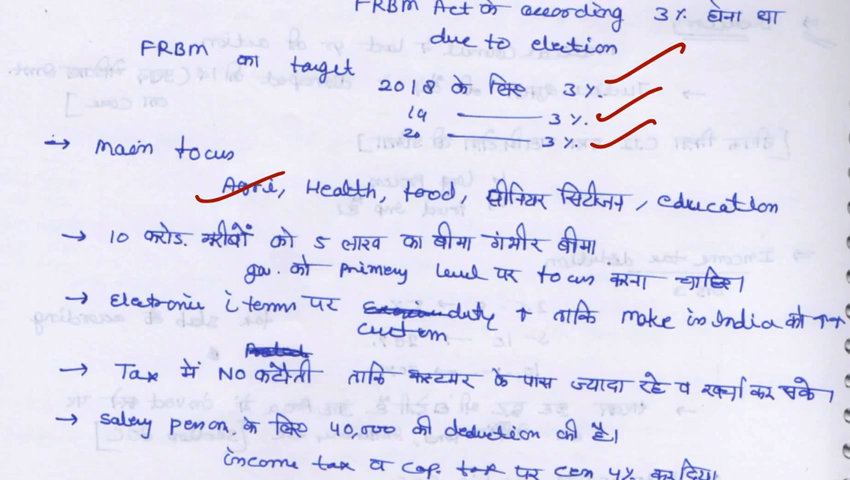 FRBM Act के according 3% होना था
due to election
FRBM
का target
2018 के लिए 3%
19 —— 3%
20 —— 3%
→ main focus
Agri, Health, food, सीनियर सिटीजन, education
→ 10 करोड़ गरीबों को 5 लाख का बीमा गंभीर बीमा
gov. को primary level पर focus करना चाहिए।
→ Electronic items पर duty ↑ ताकि make in India को ↑↑
custom
→ Tax में NO कटौती ताकि कस्टमर के पास ज्यादा रहे व खर्चा कर सके।
→ Salary person के लिए 40,000 की deduction की है।
income tax व cap. tax पर cess 4% कर दिया